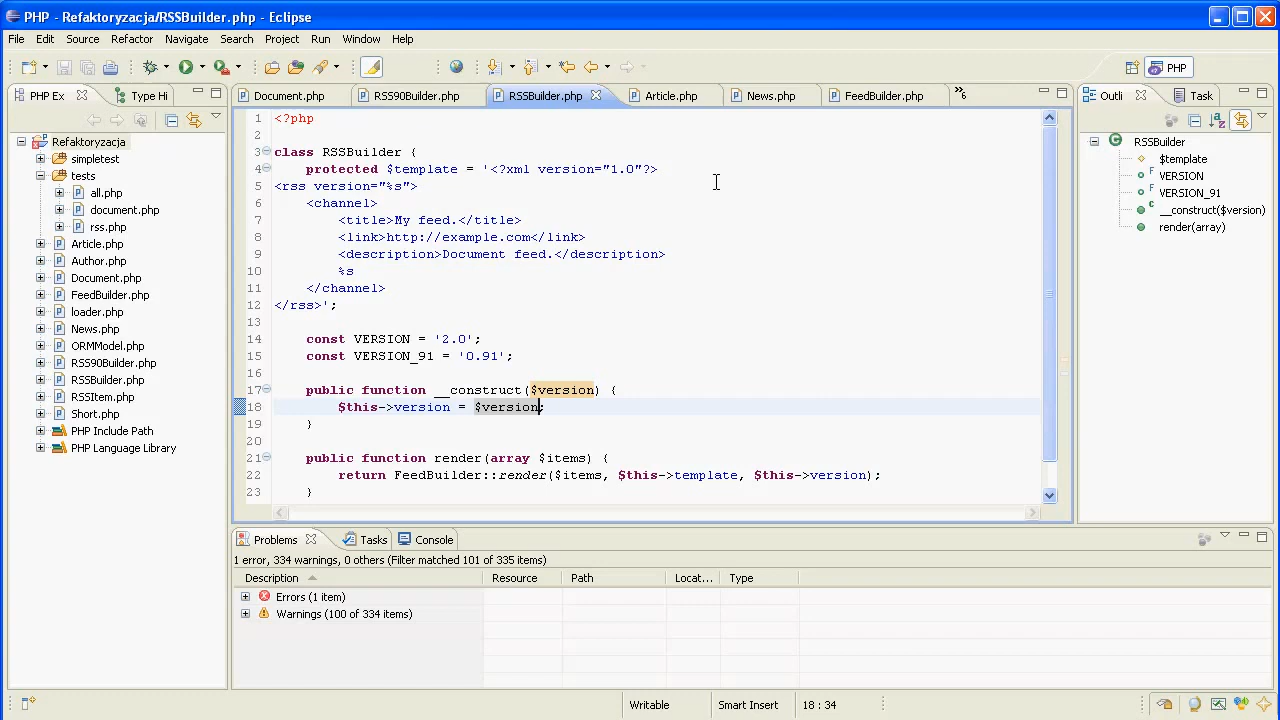 PHP - Refaktoryzacja/RSSBuilder.php - Eclipse
File Edit Source Refactor Navigate Search Project Run Window Help
PHP
PHP Ex Type Hi
Document.php RSS90Builder.php RSSBuilder.php Article.php News.php FeedBuilder.php »6
Outli Task
Refaktoryzacja
simpletest
tests
all.php
document.php
rss.php
Article.php
Author.php
Document.php
FeedBuilder.php
loader.php
News.php
ORMModel.php
RSS90Builder.php
RSSBuilder.php
RSSItem.php
Short.php
PHP Include Path
PHP Language Library
1 <?php
2
3 class RSSBuilder {
4 protected $template = '<?xml version="1.0"?>
5 <rss version="%s">
6 <channel>
7 <title>My feed.</title>
8 <link>http://example.com</link>
9 <description>Document feed.</description>
10 %s
11 </channel>
12 </rss>';
13
14 const VERSION = '2.0';
15 const VERSION_91 = '0.91';
16
17 public function __construct($version) {
18 $this->version = $version;
19 }
20
21 public function render(array $items) {
22 return FeedBuilder::render($items, $this->template, $this->version);
23 }
RSSBuilder
$template
F VERSION
F VERSION_91
c __construct($version)
render(array)
Problems Tasks Console
1 error, 334 warnings, 0 others (Filter matched 101 of 335 items)
Description Resource Path Locat... Type
Errors (1 item)
Warnings (100 of 334 items)
Writable Smart Insert 18 : 34